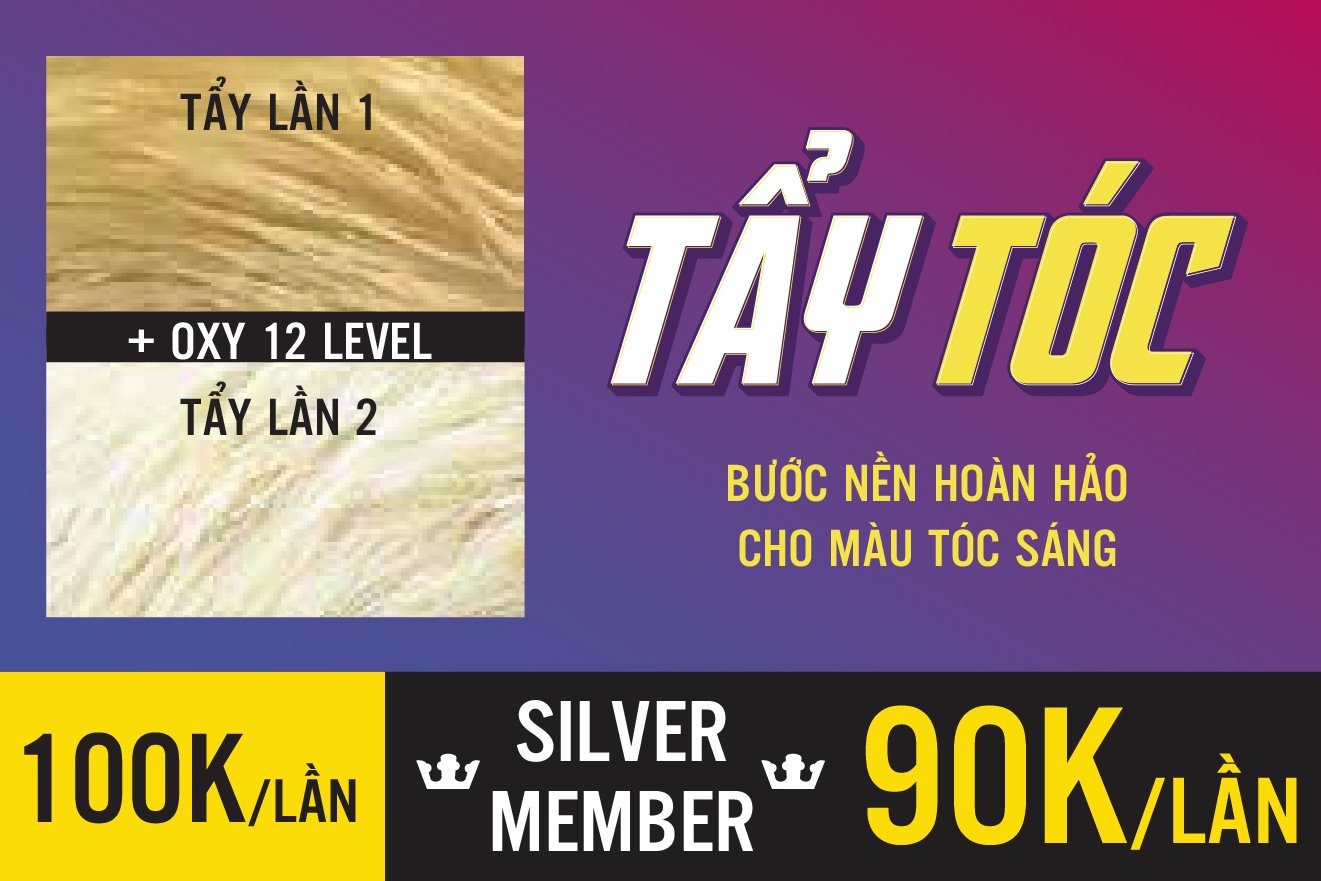 TẨY LẦN 1
+ OXY 12 LEVEL
TẨY LẦN 2
TẨY TÓC
BƯỚC NỀN HOÀN HẢO
CHO MÀU TÓC SÁNG
100K/LẦN
SILVER
MEMBER
90K/LẦN